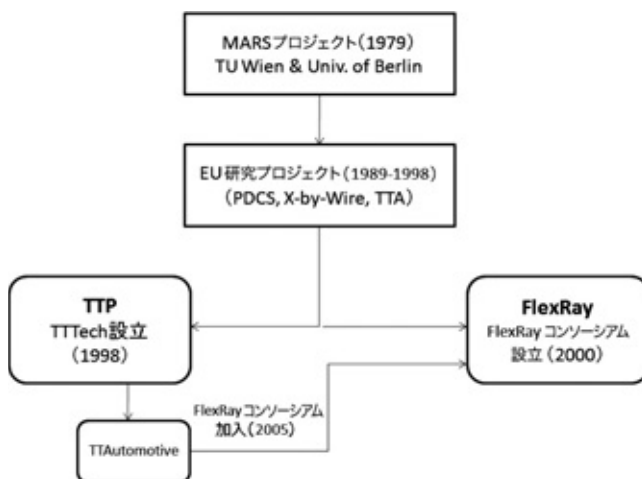 MARSプロジェクト(1979)
TU Wien & Univ. of Berlin
EU研究プロジェクト(1989-1998)
(PDCS, X-by-Wire, TTA)
TTP
TTTech設立
(1998)
FlexRay
FlexRay コンソーシアム
設立(2000)
FlexRay コンソーシアム
加入(2005)
TTAutomotive